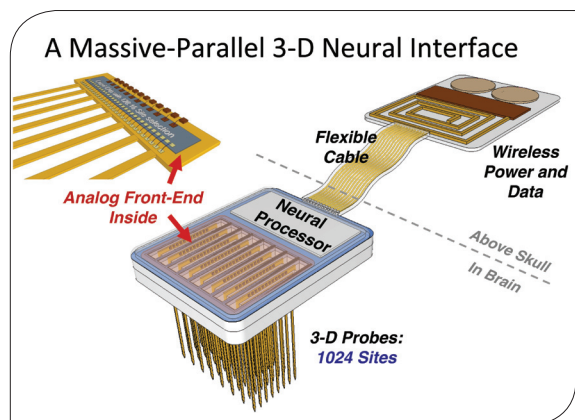 A Massive-Parallel 3-D Neural Interface
Flexible
Cable
Wireless
Power and
Data
Analog Front-End
Inside
Neural
Processor
Above Skull
In Brain
3-D Probes:
1024 Sites